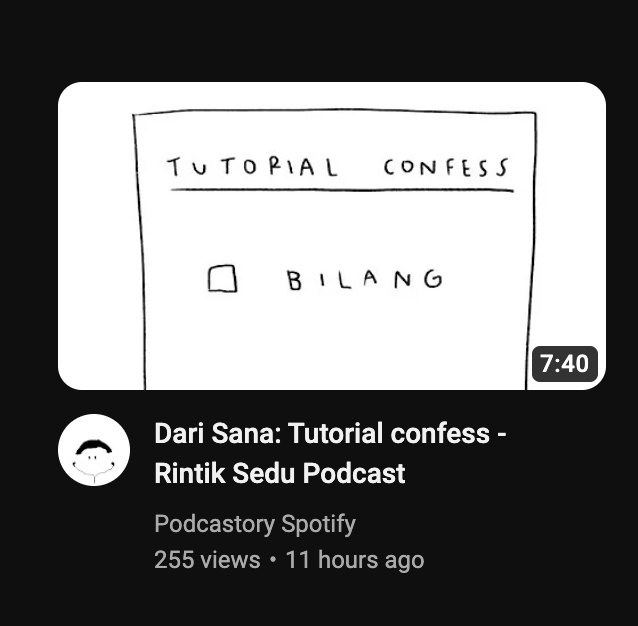 TUTORIAL CONFESS
BILANG
7:40
Dari Sana: Tutorial confess -
Rintik Sedu Podcast
Podcastory Spotify
255 views • 11 hours ago